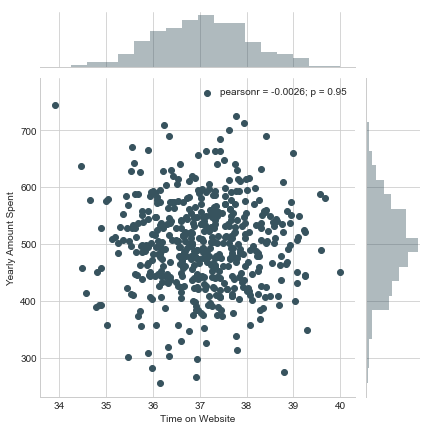 pearsonr = -0.0026; p = 0.95
700
600
500
400
300
Yearly Amount Spent
34 35 36 37 38 39 40
Time on Website